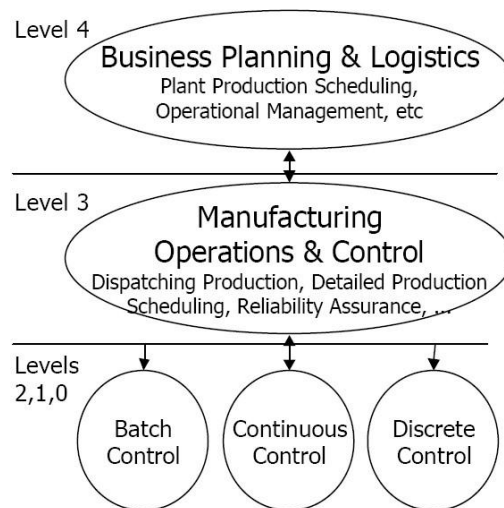 Level 4
Business Planning & Logistics
Plant Production Scheduling,
Operational Management, etc
Level 3
Manufacturing
Operations & Control
Dispatching Production, Detailed Production
Scheduling, Reliability Assurance, ...
Levels
2,1,0
Batch
Control
Continuous
Control
Discrete
Control